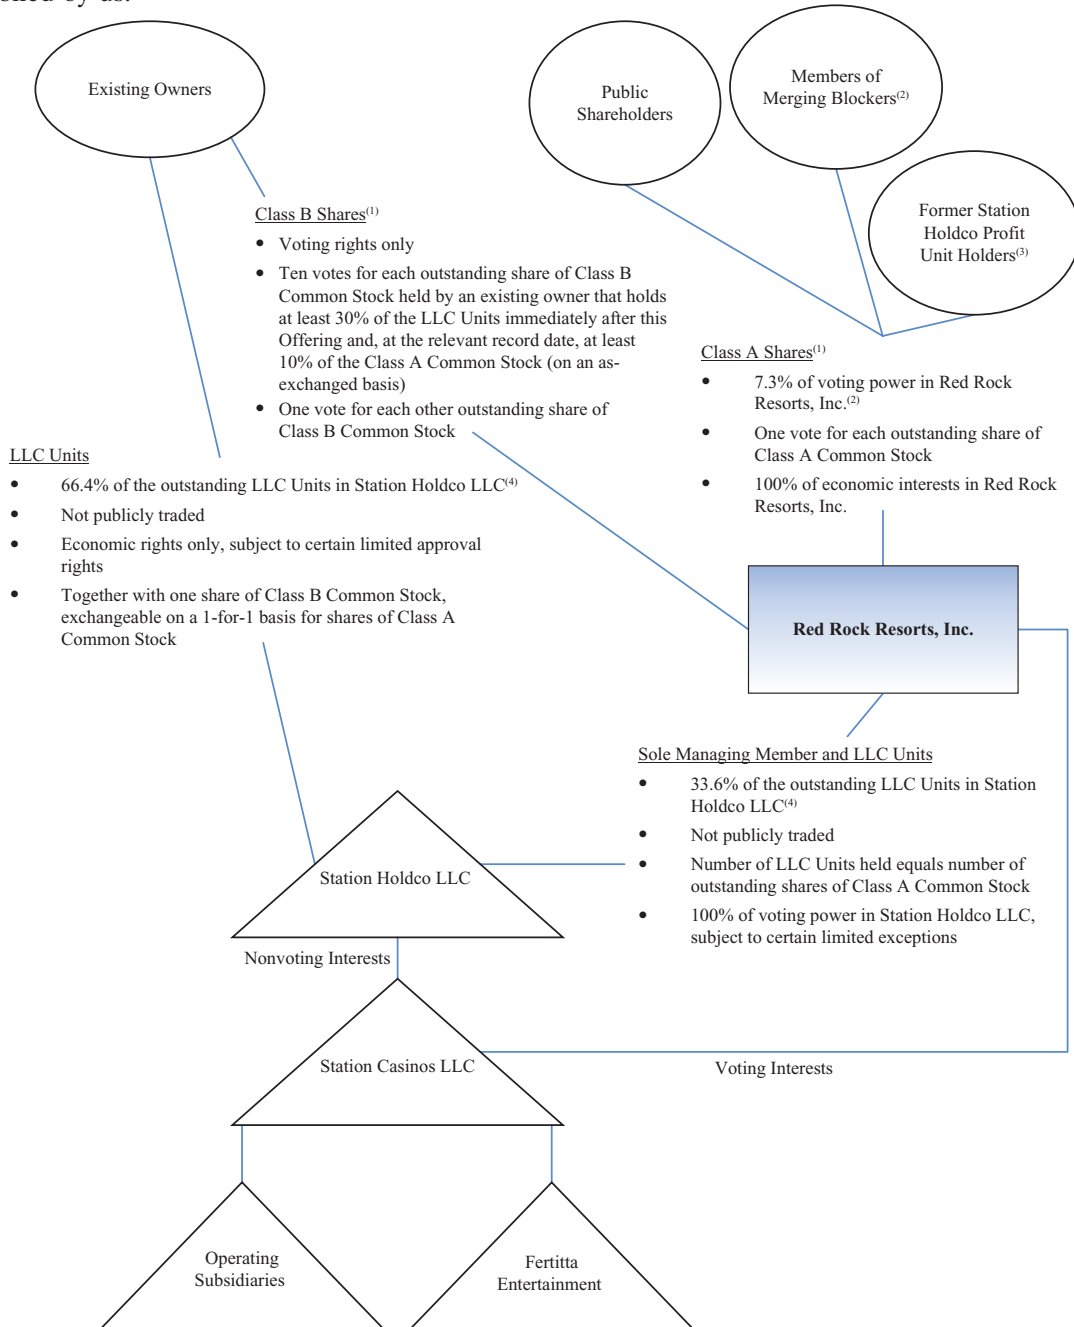 Existing Owners
Public
Shareholders
Members of
Merging Blockers(2)
Former Station
Holdco Profit
Unit Holders(3)
Class B Shares(1)
• Voting rights only
• Ten votes for each outstanding share of Class B
Common Stock held by an existing owner that holds
at least 30% of the LLC Units immediately after this
Offering and, at the relevant record date, at least
10% of the Class A Common Stock (on an as-
exchanged basis)
• One vote for each other outstanding share of
Class B Common Stock
Class A Shares(1)
• 7.3% of voting power in Red Rock
Resorts, Inc.(2)
• One vote for each outstanding share of
Class A Common Stock
• 100% of economic interests in Red Rock
Resorts, Inc.
LLC Units
• 66.4% of the outstanding LLC Units in Station Holdco LLC(4)
• Not publicly traded
• Economic rights only, subject to certain limited approval
rights
• Together with one share of Class B Common Stock,
exchangeable on a 1-for-1 basis for shares of Class A
Common Stock
Red Rock Resorts, Inc.
Sole Managing Member and LLC Units
• 33.6% of the outstanding LLC Units in Station
Holdco LLC(4)
• Not publicly traded
• Number of LLC Units held equals number of
outstanding shares of Class A Common Stock
• 100% of voting power in Station Holdco LLC,
subject to certain limited exceptions
Station Holdco LLC
Nonvoting Interests
Station Casinos LLC
Voting Interests
Operating
Subsidiaries
Fertitta
Entertainment